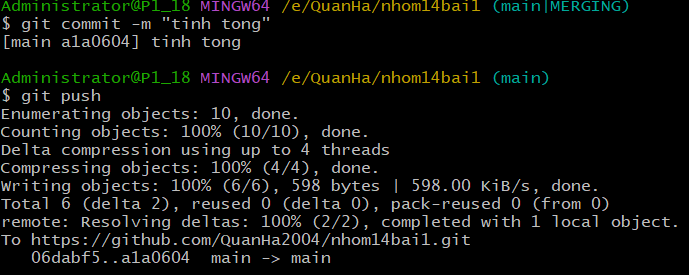 Administrator@P1_18 MINGW64 /e/QuanHa/nhom14bai1 (main|MERGING)
$ git commit -m "tinh tong"
[main a1a0604] tinh tong
Administrator@P1_18 MINGW64 /e/QuanHa/nhom14bai1 (main)
$ git push
Enumerating objects: 10, done.
Counting objects: 100% (10/10), done.
Delta compression using up to 4 threads
Compressing objects: 100% (4/4), done.
Writing objects: 100% (6/6), 598 bytes | 598.00 KiB/s, done.
Total 6 (delta 2), reused 0 (delta 0), pack-reused 0 (from 0)
remote: Resolving deltas: 100% (2/2), completed with 1 local object.
To https://github.com/QuanHa2004/nhom14bai1.git
   06dabf5..a1a0604  main -> main